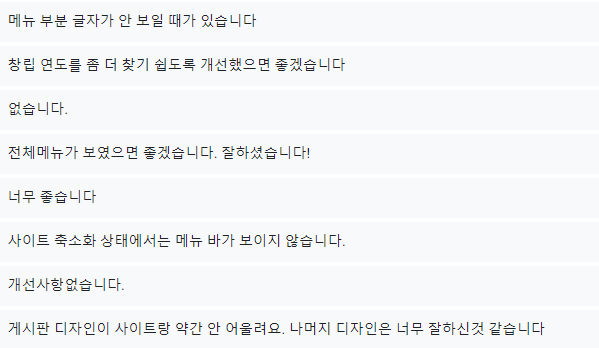 메뉴 부분 글자가 안 보일 때가 있습니다
창립 연도를 좀 더 찾기 쉽도록 개선했으면 좋겠습니다
없습니다.
전체메뉴가 보였으면 좋겠습니다. 잘하셨습니다!
너무 좋습니다
사이트 축소화 상태에서는 메뉴 바가 보이지 않습니다.
개선사항없습니다.
게시판 디자인이 사이트랑 약간 안 어울려요. 나머지 디자인은 너무 잘하신것 같습니다